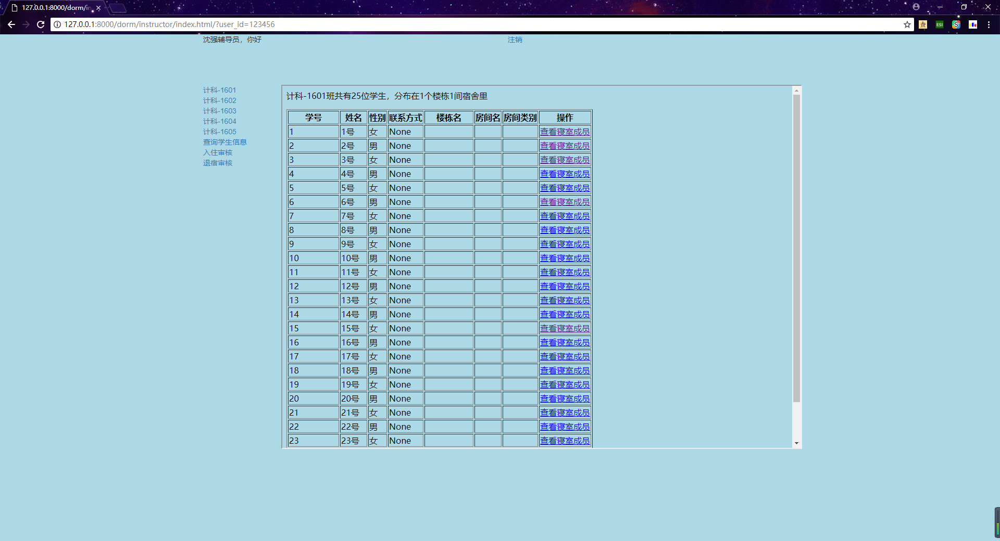 127.0.0.1:8000/dorm/in
127.0.0.1:8000/dorm/instructor/index.html/?user_id=123456
ESI
S
沈强辅导员，你好 注销
计科-1601
计科-1602
计科-1603
计科-1604
计科-1605
查询学生信息
入住审核
退宿审核
计科-1601班共有25位学生，分布在1个楼栋1间宿舍里
学号 姓名 性别 联系方式 楼栋名 房间名 房间类别 操作
1 1号 女 None 查看寝室成员
2 2号 男 None 查看寝室成员
3 3号 女 None 查看寝室成员
4 4号 男 None 查看寝室成员
5 5号 女 None 查看寝室成员
6 6号 男 None 查看寝室成员
7 7号 女 None 查看寝室成员
8 8号 男 None 查看寝室成员
9 9号 女 None 查看寝室成员
10 10号 男 None 查看寝室成员
11 11号 女 None 查看寝室成员
12 12号 男 None 查看寝室成员
13 13号 女 None 查看寝室成员
14 14号 男 None 查看寝室成员
15 15号 女 None 查看寝室成员
16 16号 男 None 查看寝室成员
17 17号 女 None 查看寝室成员
18 18号 男 None 查看寝室成员
19 19号 女 None 查看寝室成员
20 20号 男 None 查看寝室成员
21 21号 女 None 查看寝室成员
22 22号 男 None 查看寝室成员
23 23号 女 None 查看寝室成员